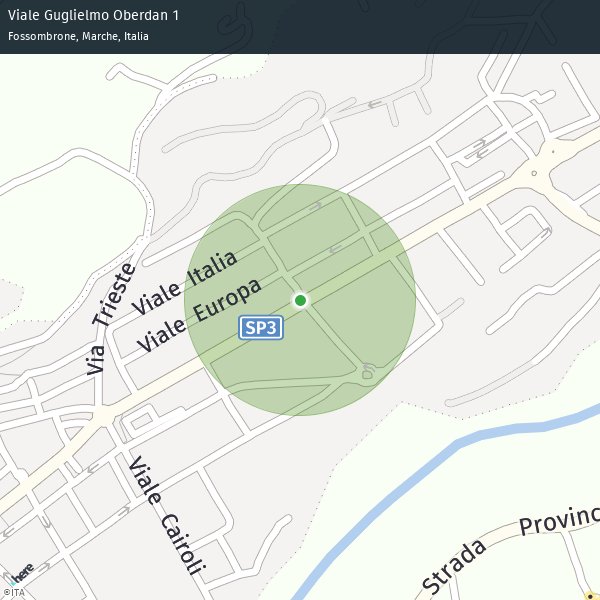 Viale Guglielmo Oberdan 1
Fossombrone, Marche, Italia
Viale Italia
Via Trieste
Viale Europa
SP3
Viale Cairoli
Provinc
Strada
here
©ITA